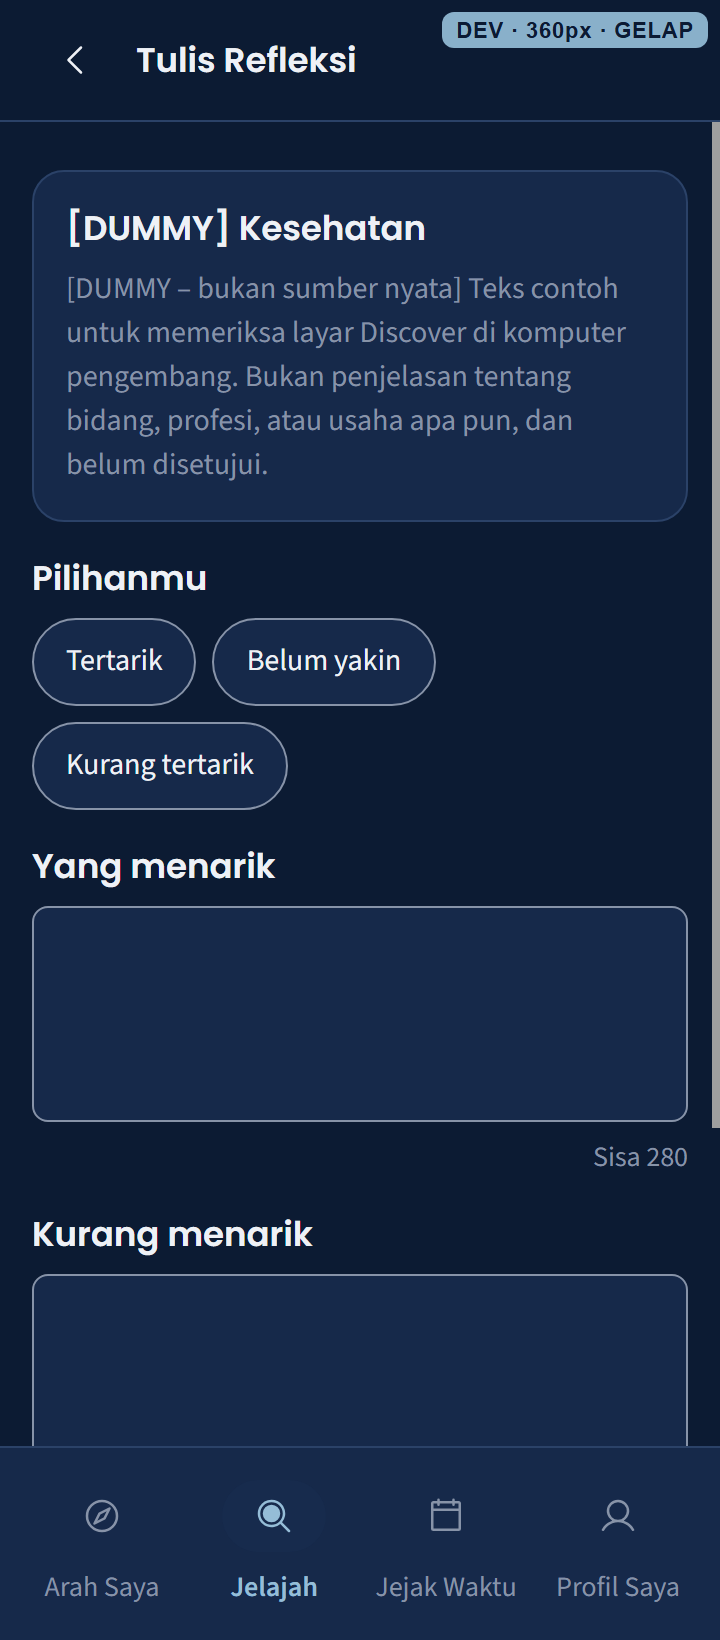 DEV · 360px · GELAP
Tulis Refleksi
[DUMMY] Kesehatan
[DUMMY – bukan sumber nyata] Teks contoh
untuk memeriksa layar Discover di komputer
pengembang. Bukan penjelasan tentang
bidang, profesi, atau usaha apa pun, dan
belum disetujui.
Pilihanmu
Tertarik
Belum yakin
Kurang tertarik
Yang menarik
Sisa 280
Kurang menarik
Arah Saya
Jelajah
Jejak Waktu
Profil Saya